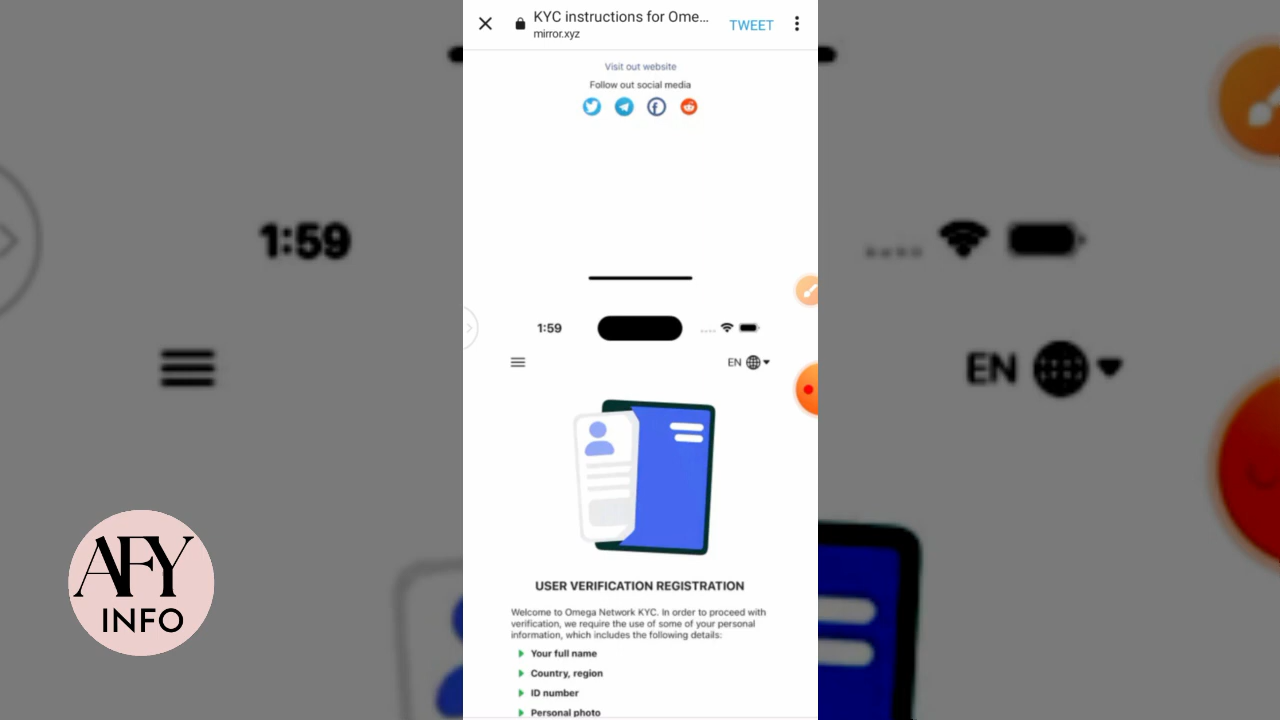 KYC instructions for Ome...
mirror.xyz
TWEET
Visit out website
Follow out social media
1:59
1:59
EN
EN
USER VERIFICATION REGISTRATION
Welcome to Omega Network KYC. In order to proceed with
verification, we require the use of some of your personal
information, which includes the following details:
Your full name
Country, region
ID number
Personal photo
AFY
INFO